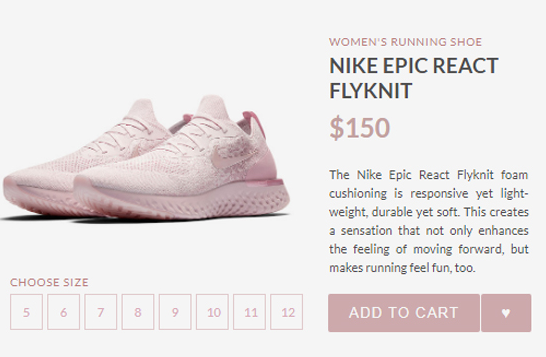 WOMEN'S RUNNING SHOE
NIKE EPIC REACT
FLYKNIT
$150
The Nike Epic React Flyknit foam
cushioning is responsive yet light-
weight, durable yet soft. This creates
a sensation that not only enhances
the feeling of moving forward, but
makes running feel fun, too.
CHOOSE SIZE
5 6 7 8 9 10 11 12
ADD TO CART ♥